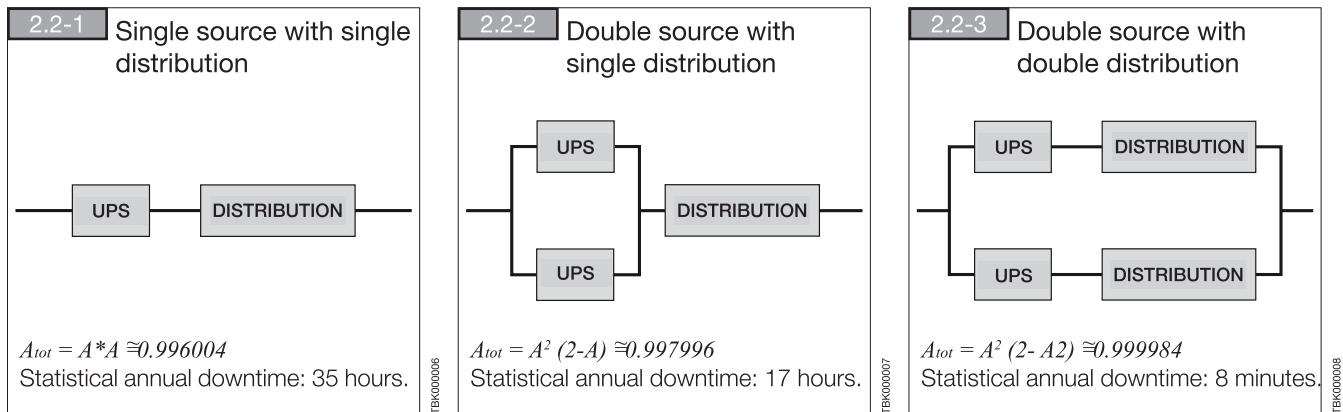 2.2-1 Single source with single
distribution
UPS
DISTRIBUTION
Atot = A*A ≅0.996004
Statistical annual downtime: 35 hours.
TBK000006
2.2-2 Double source with
single distribution
UPS
DISTRIBUTION
UPS
Atot = A² (2-A) ≅0.997996
Statistical annual downtime: 17 hours.
TBK000007
2.2-3 Double source with
double distribution
UPS
DISTRIBUTION
UPS
DISTRIBUTION
Atot = A² (2- A2) ≅0.999984
Statistical annual downtime: 8 minutes.
TBK000008